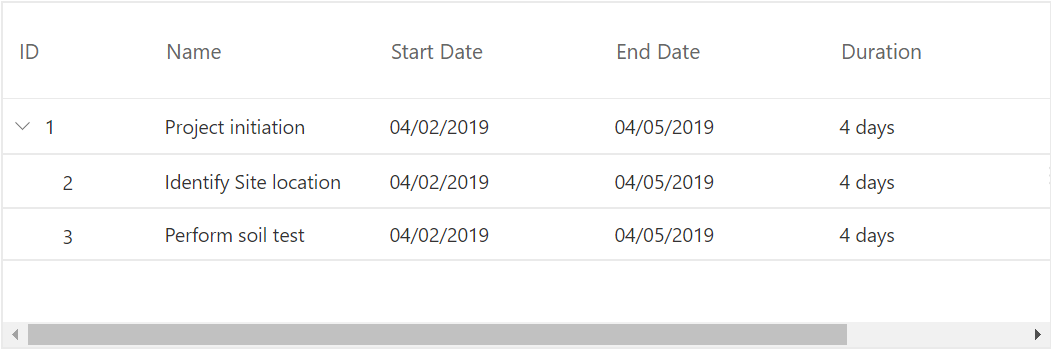 ID Name Start Date End Date Duration
1 Project initiation 04/02/2019 04/05/2019 4 days
2 Identify Site location 04/02/2019 04/05/2019 4 days
3 Perform soil test 04/02/2019 04/05/2019 4 days